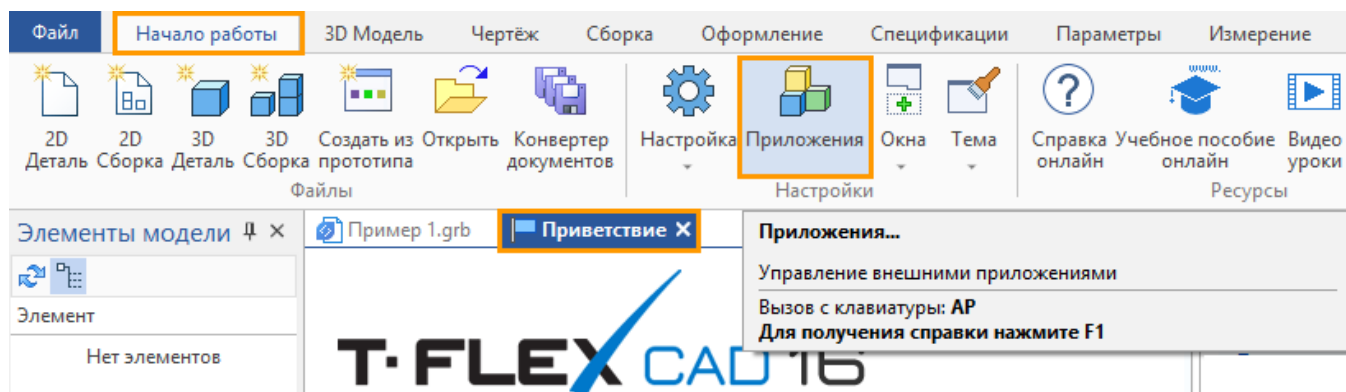 Файл Начало работы 3D Модель Чертёж Сборка Оформление Спецификации Параметры Измерение
www.
2D 2D 3D 3D Создать из Открыть Конвертер Настройка Приложения Окна Тема Справка Учебное пособие Видео
Деталь Сборка Деталь Сборка прототипа документов онлайн онлайн уроки
Файлы Настройки Ресурсы
Элементы модели Пример 1.grb Приветствие Приложения...
Управление внешними приложениями
Элемент Вызов с клавиатуры: AP
Для получения справки нажмите F1
Нет элементов T-FLEX CAD 16